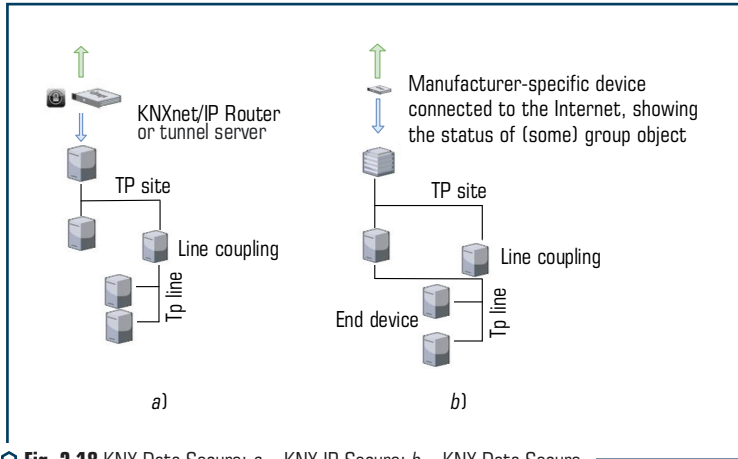 KNXnet/IP Router
or tunnel server
TP site
Line coupling
Tp line
a)
Manufacturer-specific device
connected to the Internet, showing
the status of (some) group object
TP site
Line coupling
End device
Tp line
b)
Fig. 2.18 KNX Data Secure: a – KNX IP Secure; b – KNX Data Secure